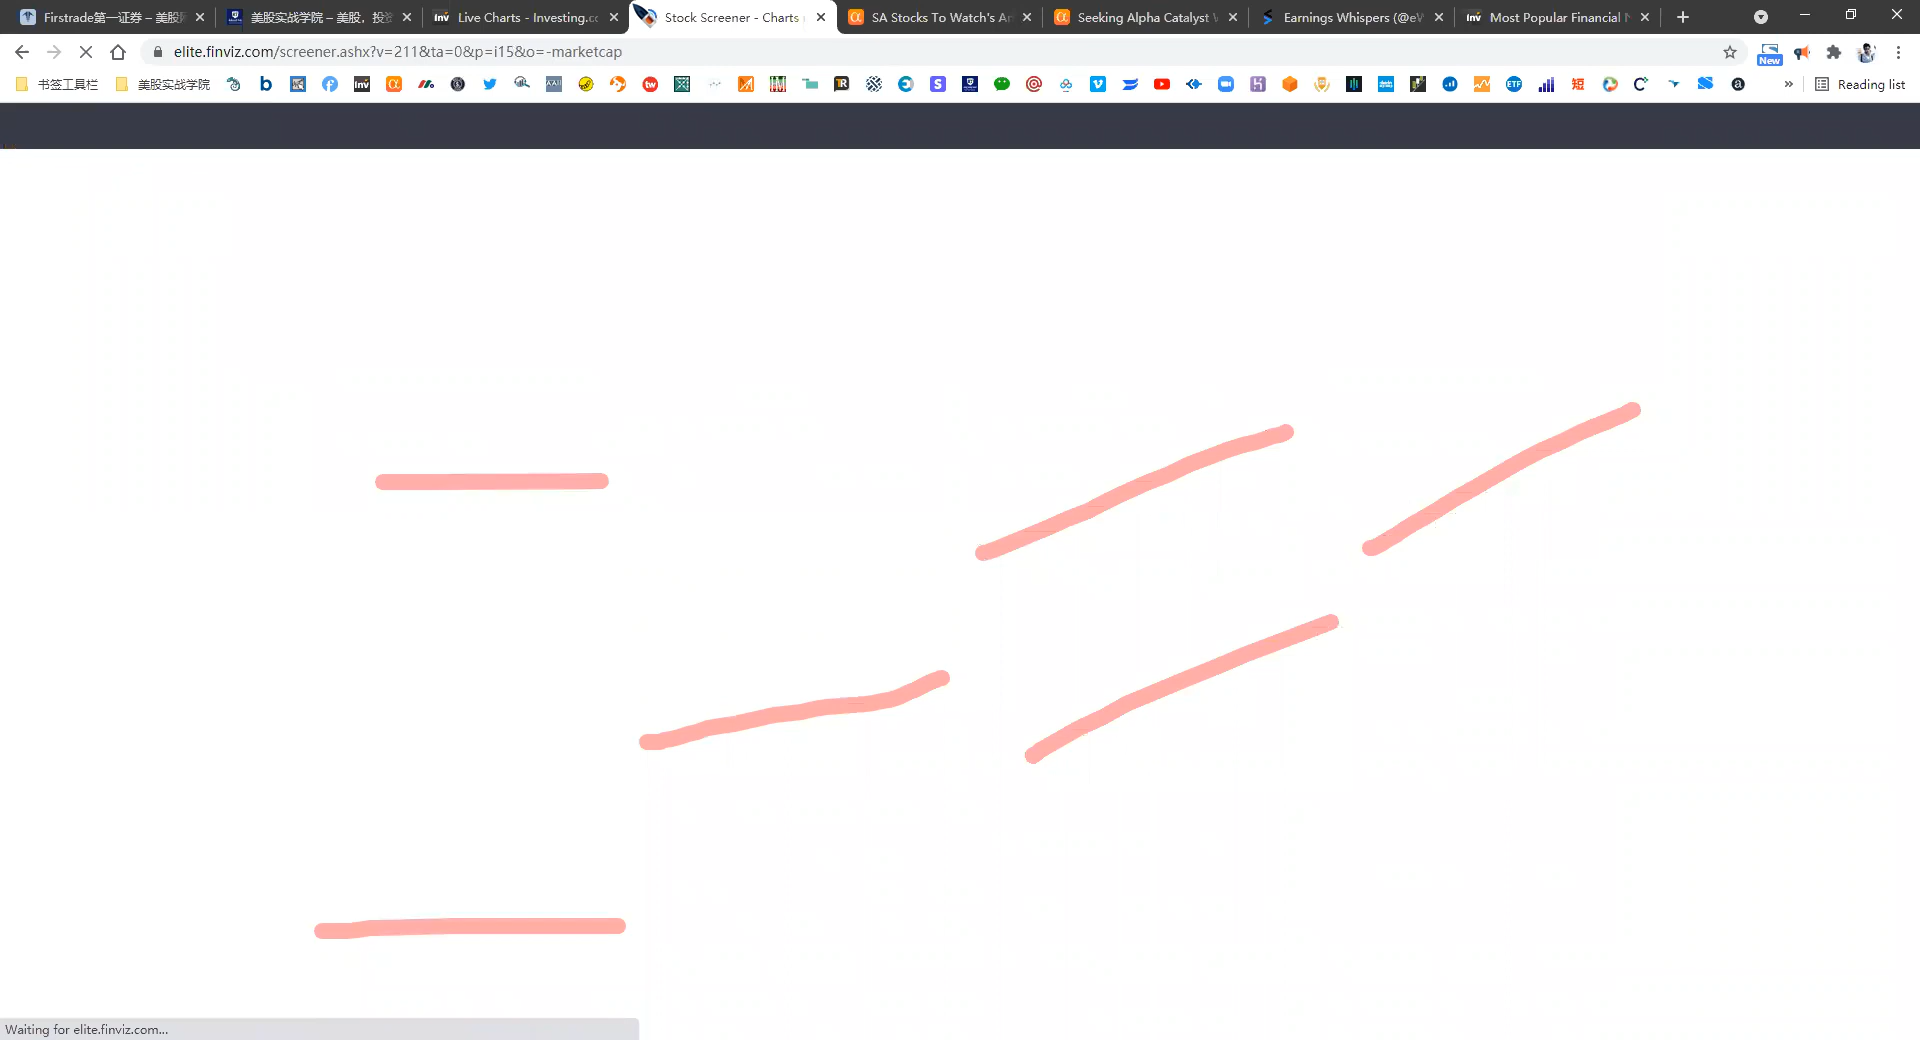 Firstrade第一证券 – 美股
美股实战学院 – 美股，投
Live Charts - Investing.co
Stock Screener - Charts
SA Stocks To Watch's A
Seeking Alpha Catalyst
Earnings Whispers (@eV
Most Popular Financial
elite.finviz.com/screener.ashx?v=211&ta=0&p=i15&o=-marketcap
New
书签工具栏
美股实战学院
Reading list
Waiting for elite.finviz.com...